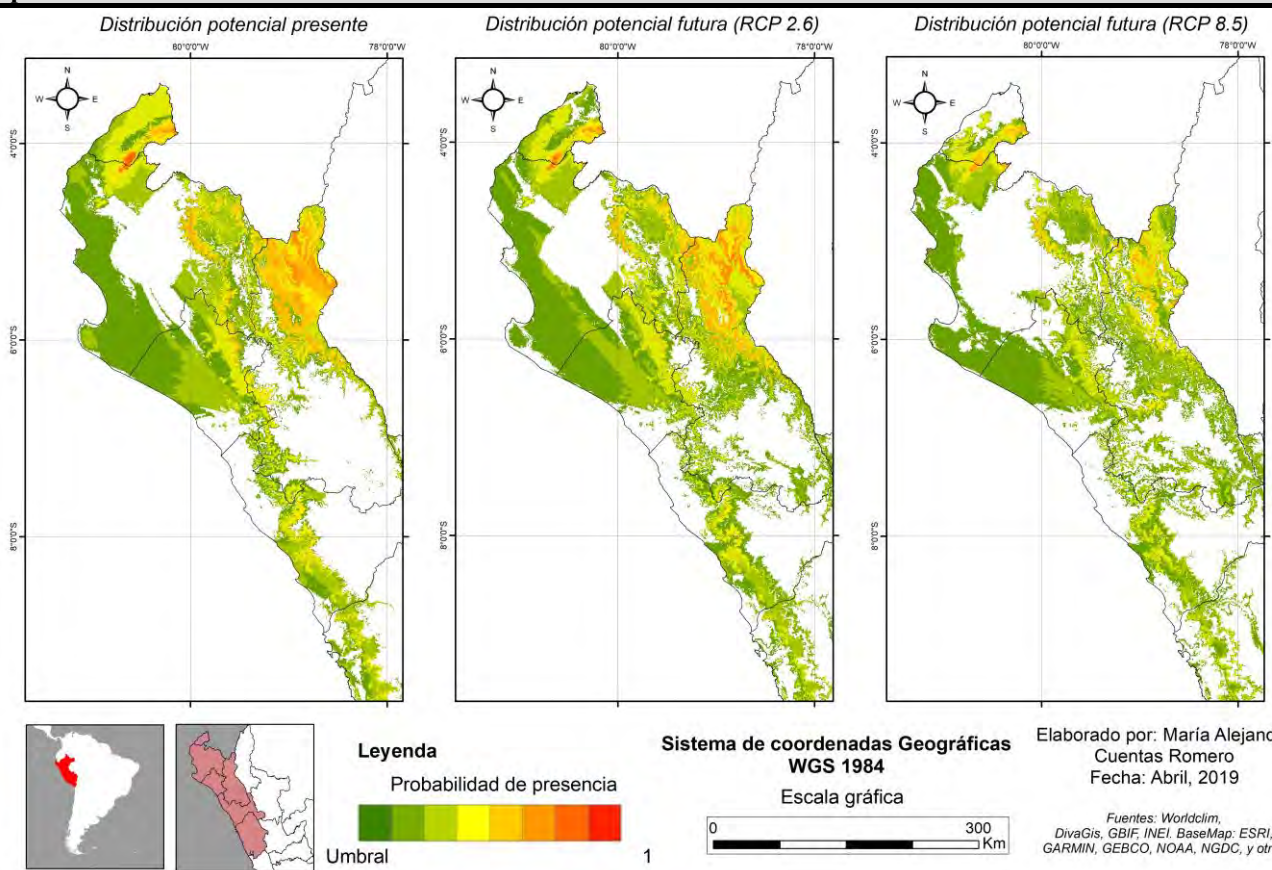 Distribución potencial presente
Distribución potencial futura (RCP 2.6)
Distribución potencial futura (RCP 8.5)
80°0'0"W
78°0'0"W
80°0'0"W
78°0'0"W
80°0'0"W
78°0'0"W
N
W
E
S
N
W
E
S
N
W
E
S
4°0'0"S
6°0'0"S
8°0'0"S
4°0'0"S
6°0'0"S
8°0'0"S
4°0'0"S
6°0'0"S
8°0'0"S
Leyenda
Probabilidad de presencia
Umbral
1
Sistema de coordenadas Geográficas
WGS 1984
Escala gráfica
0
300
Km
Elaborado por: María Alejand
Cuentas Romero
Fecha: Abril, 2019
Fuentes: Worldclim,
DivaGis, GBIF, INEI. BaseMap: ESRI,
GARMIN, GEBCO, NOAA, NGDC, y otr